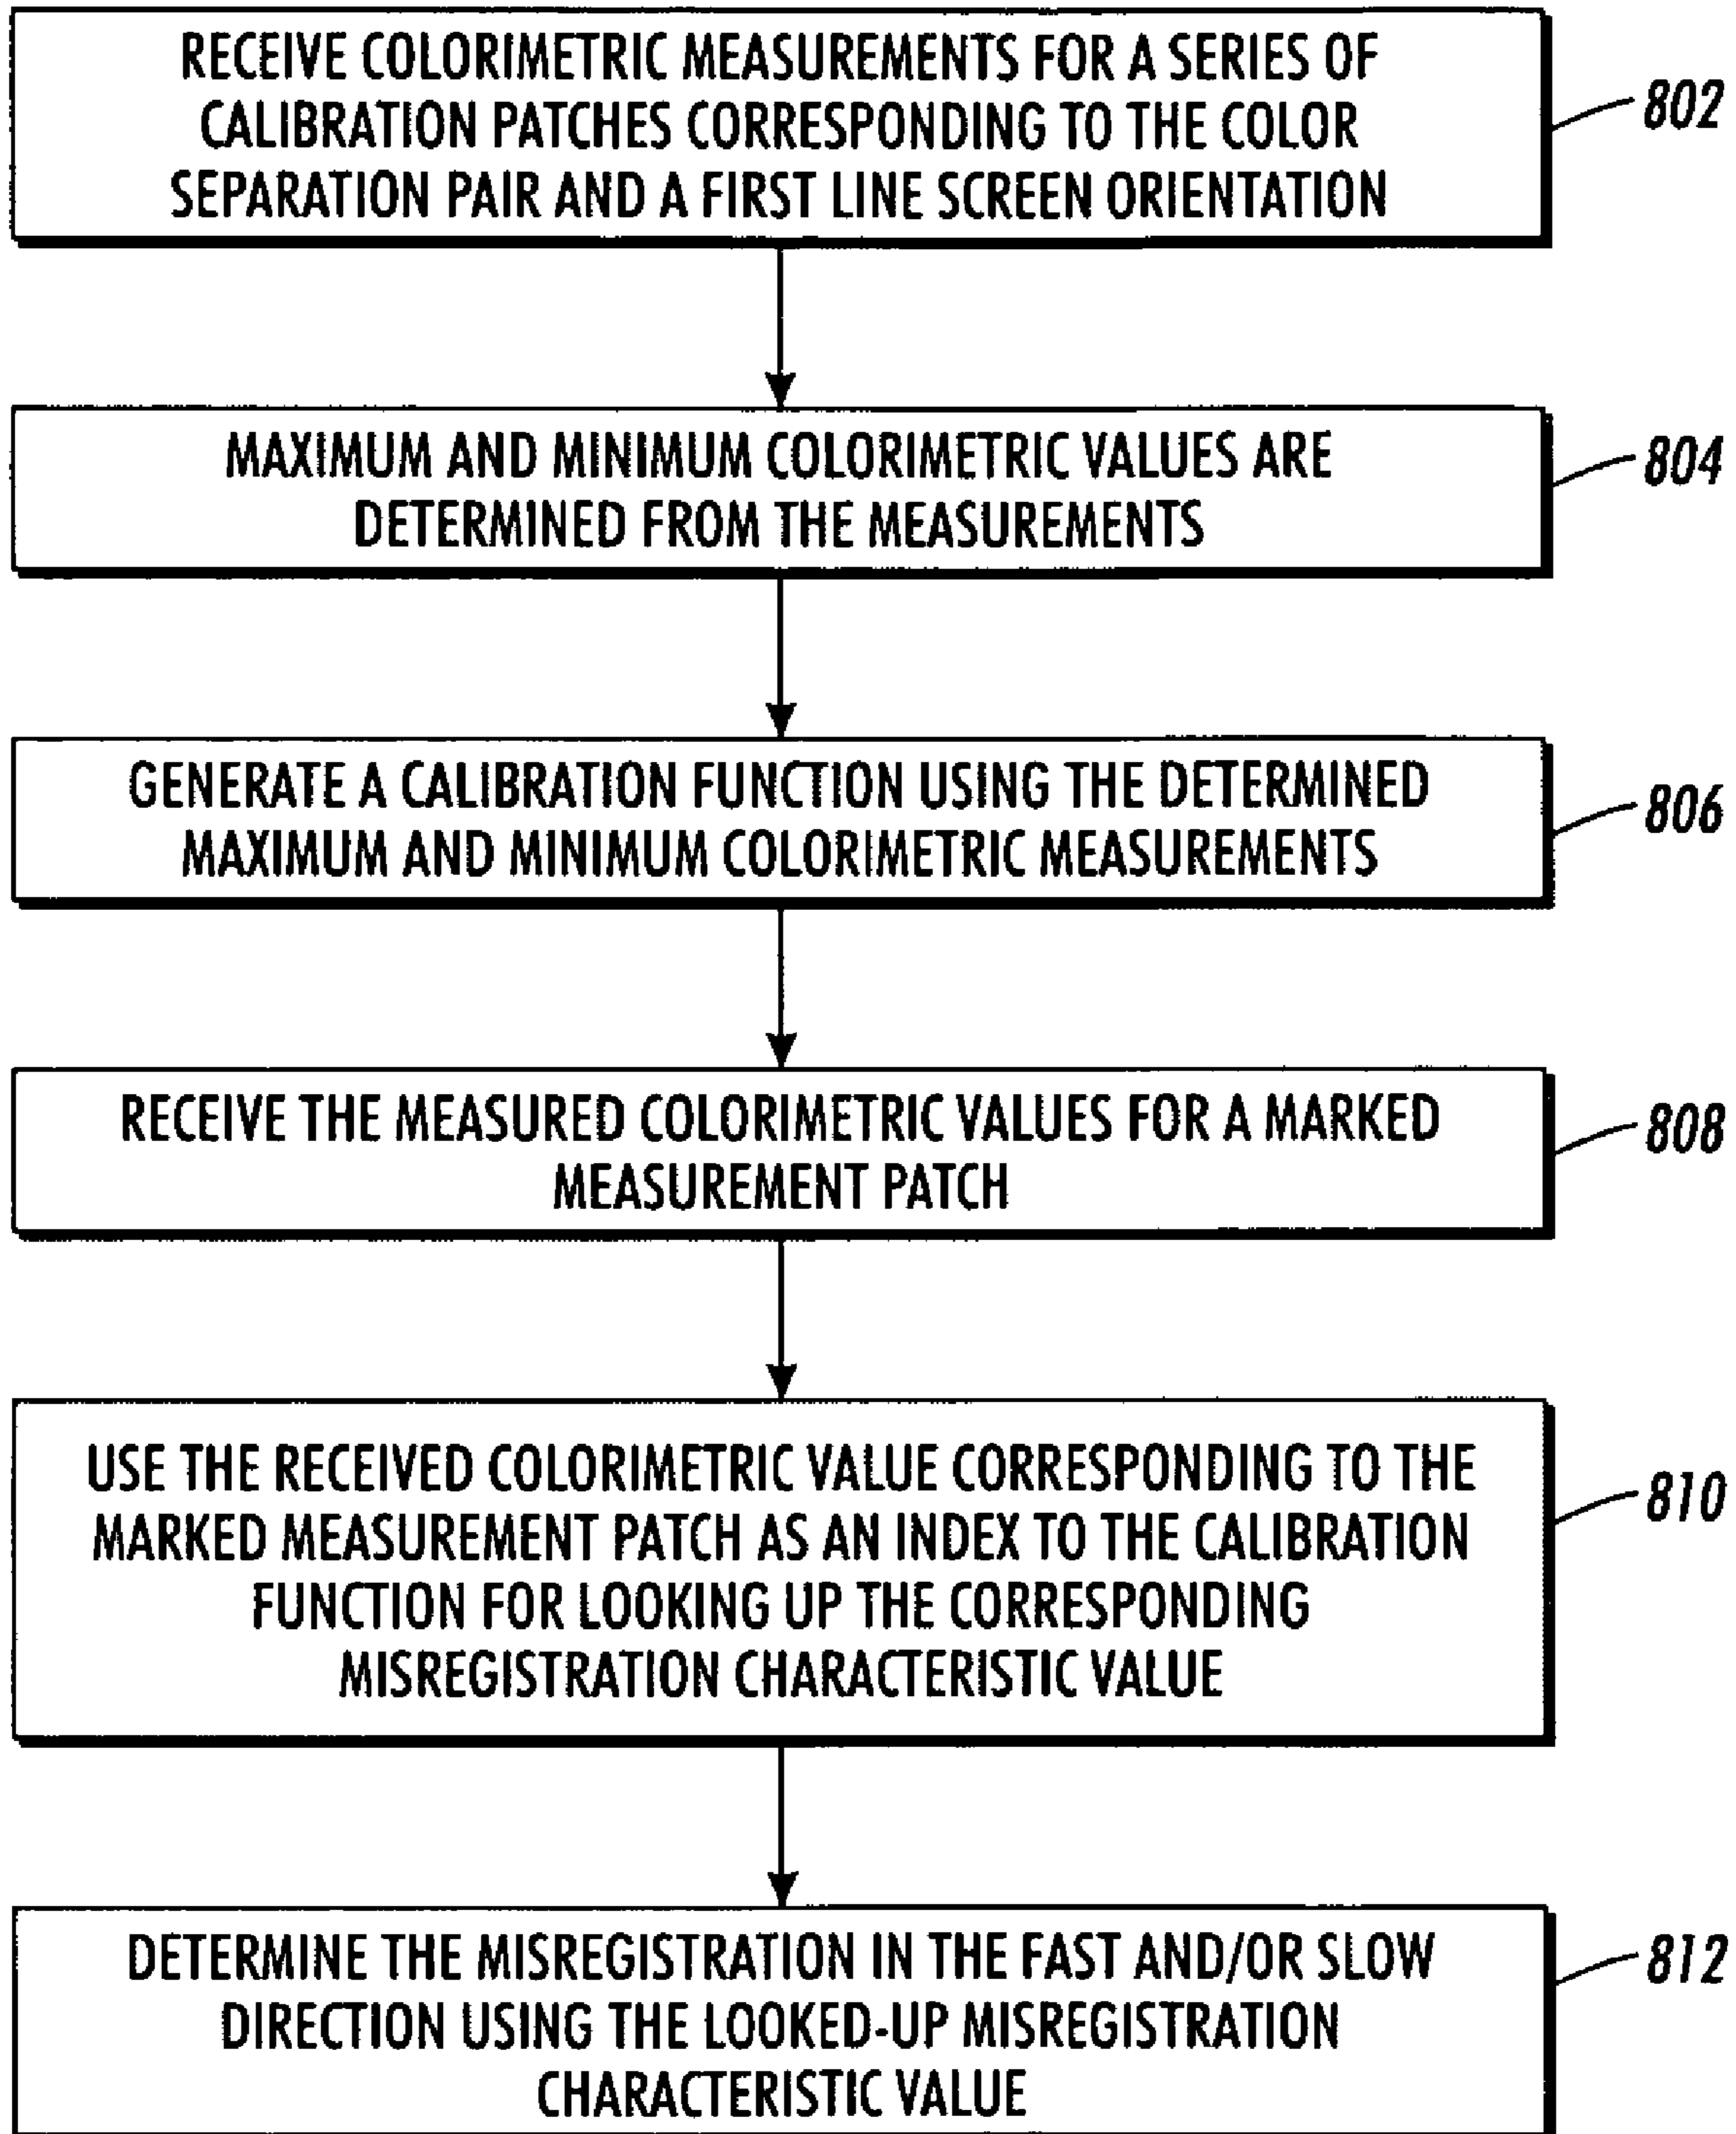 RECEIVE COLORIMETRIC MEASUREMENTS FOR A SERIES OF
CALIBRATION PATCHES CORRESPONDING TO THE COLOR
SEPARATION PAIR AND A FIRST LINE SCREEN ORIENTATION
802
MAXIMUM AND MINIMUM COLORIMETRIC VALUES ARE
DETERMINED FROM THE MEASUREMENTS
804
GENERATE A CALIBRATION FUNCTION USING THE DETERMINED
MAXIMUM AND MINIMUM COLORIMETRIC MEASUREMENTS
806
RECEIVE THE MEASURED COLORIMETRIC VALUES FOR A MARKED
MEASUREMENT PATCH
808
USE THE RECEIVED COLORIMETRIC VALUE CORRESPONDING TO THE
MARKED MEASUREMENT PATCH AS AN INDEX TO THE CALIBRATION
FUNCTION FOR LOOKING UP THE CORRESPONDING
MISREGISTRATION CHARACTERISTIC VALUE
810
DETERMINE THE MISREGISTRATION IN THE FAST AND/OR SLOW
DIRECTION USING THE LOOKED-UP MISREGISTRATION
CHARACTERISTIC VALUE
812